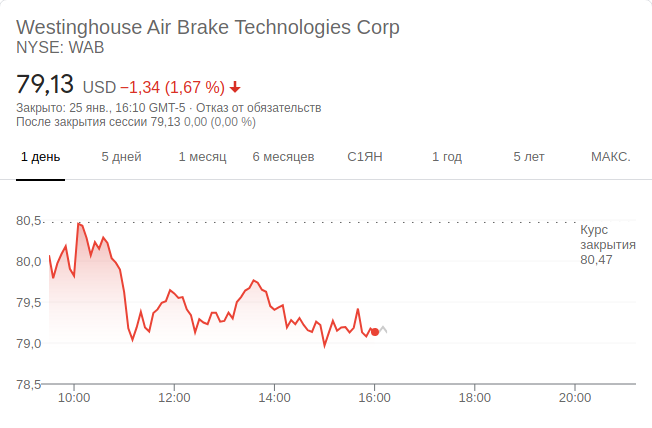 Westinghouse Air Brake Technologies Corp
NYSE: WAB
79,13 USD −1,34 (1,67 %)
Закрыто: 25 янв., 16:10 GMT-5 · Отказ от обязательств
После закрытия сессии 79,13 0,00 (0,00 %)
1 день 5 дней 1 месяц 6 месяцев С1ЯН 1 год 5 лет МАКС.
80,5
Курс
закрытия
80,47
80,0
79,5
79,0
78,5
10:00 12:00 14:00 16:00 18:00 20:00